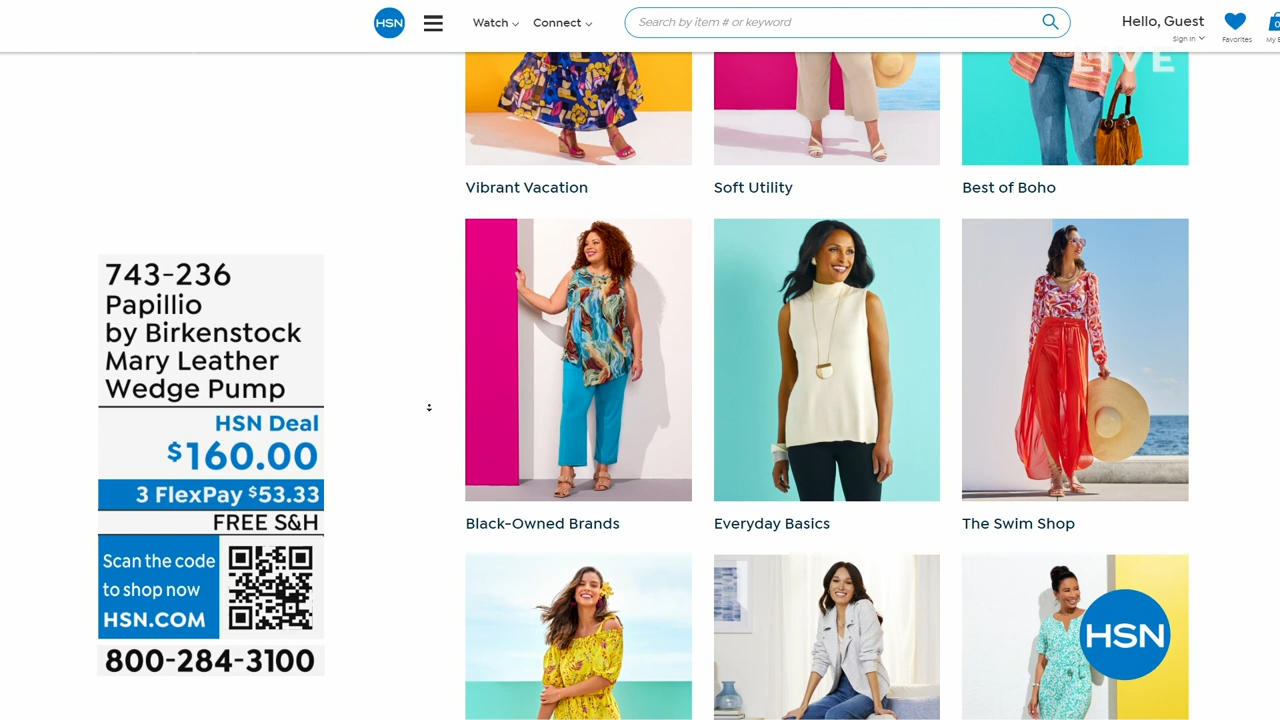 HSN
Watch
Connect
Search by item # or keyword
Hello, Guest
Sign In
Favorites
0
LIVE
Vibrant Vacation
Soft Utility
Best of Boho
743-236
Papillio
by Birkenstock
Mary Leather
Wedge Pump
HSN Deal
$160.00
3 FlexPay $53.33
FREE S&H
Scan the code
to shop now
HSN.COM
800-284-3100
Black-Owned Brands
Everyday Basics
The Swim Shop
HSN